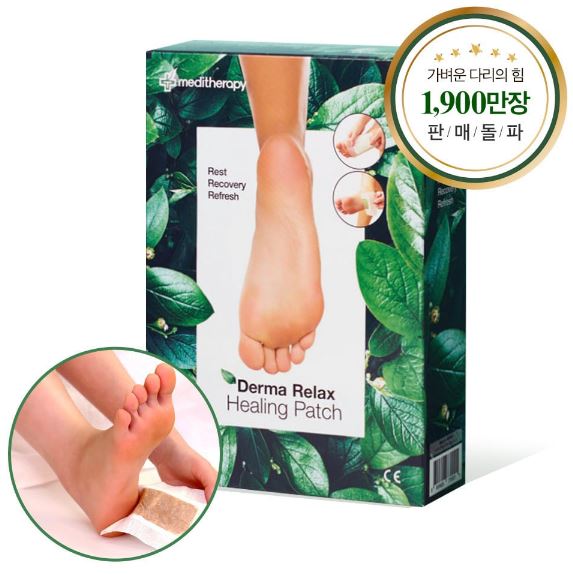 meditherapy
Rest
Recovery
Refresh
Derma Relax
Healing Patch
CE
가벼운 다리의 힘
1,900만장
판/매/돌/파
Recovery
Refresh